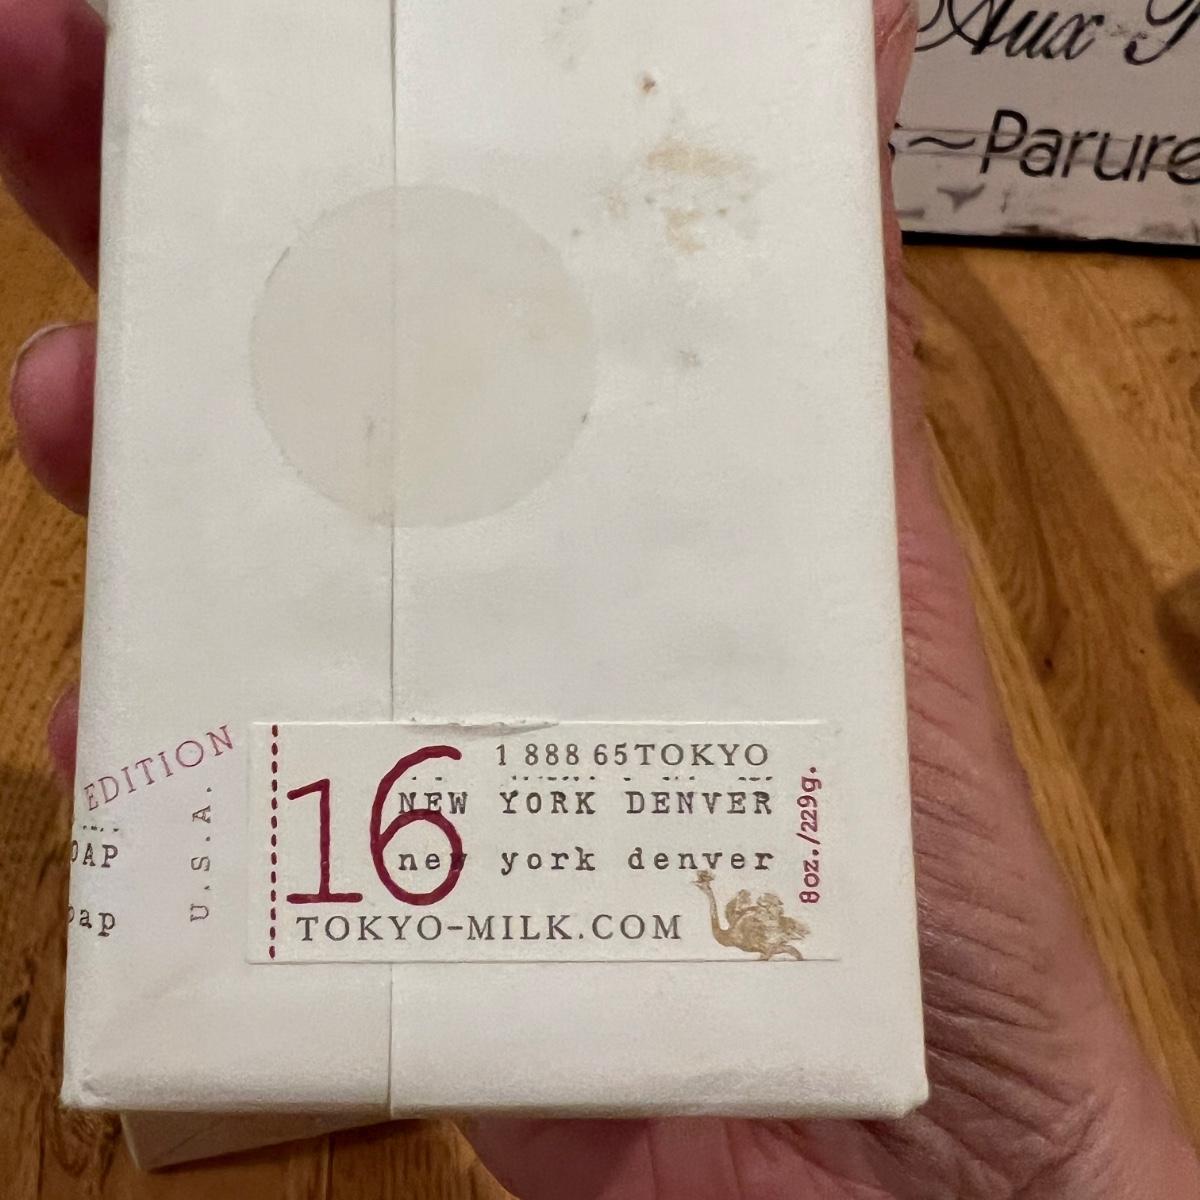 Aux
~Parure
EDITION
OAP
oap
U.S.A.
16
1 888 65TOKYO
NEW YORK DENVER
new york denver
TOKYO-MILK.COM
8oz./229g.